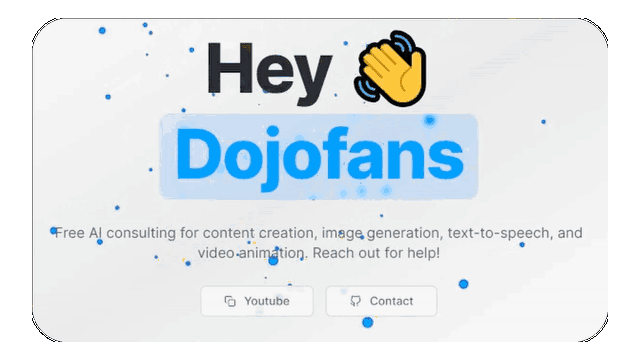 Hey 👋
Dojofans
Free AI consulting for content creation, image generation, text-to-speech, and
video animation. Reach out for help!
Youtube
Contact